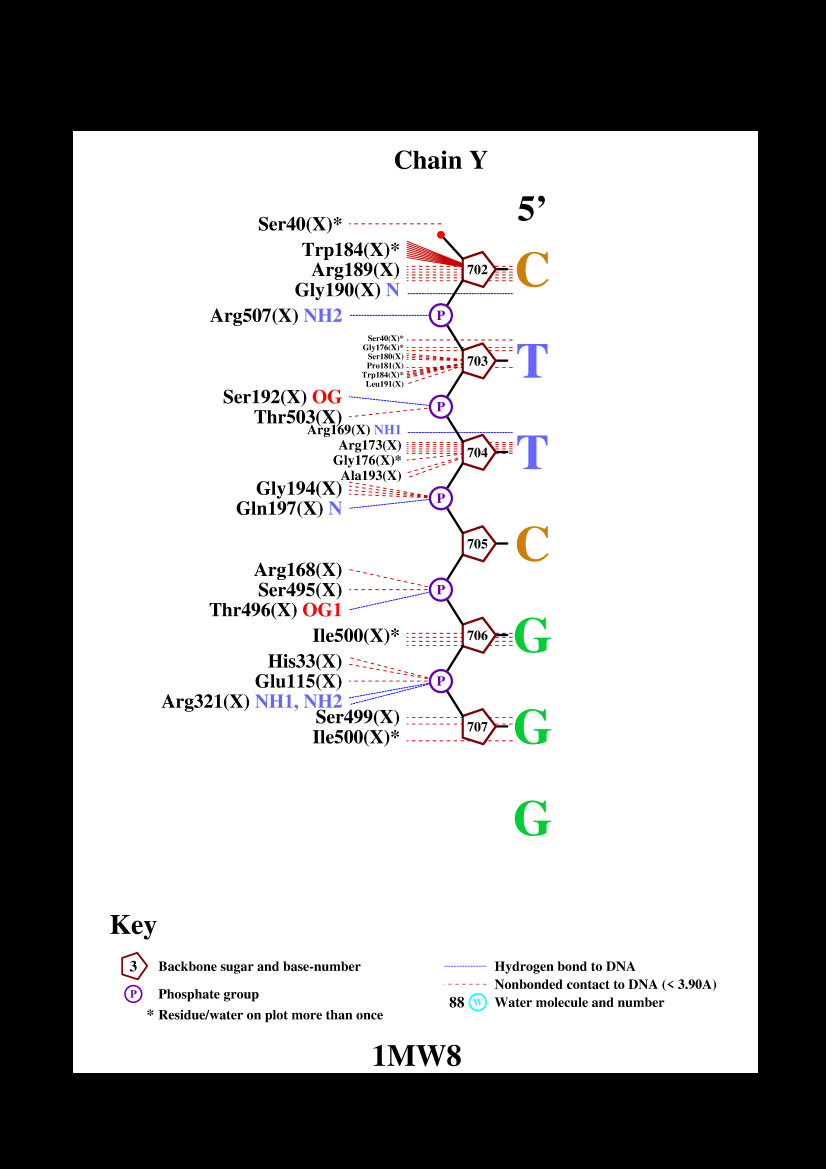 Chain Y
5’
Ser40(X)*
Trp184(X)*
Arg189(X)
702 C
Gly190(X) N
Arg507(X) NH2
P
Ser40(X)*
Gly176(X)*
Ser180(X)
703 T
Pro181(X)
Trp184(X)*
Leu191(X)
Ser192(X) OG
P
Thr503(X)
Arg169(X) NH1
Arg173(X)
704 T
Gly176(X)*
Ala193(X)
Gly194(X)
P
Gln197(X) N
705 C
Arg168(X)
Ser495(X)
P
Thr496(X) OG1
Ile500(X)*
706 G
His33(X)
Glu115(X)
P
Arg321(X) NH1, NH2
Ser499(X)
707 G
Ile500(X)*
G
Key
3 Backbone sugar and base-number
P Phosphate group
* Residue/water on plot more than once
Hydrogen bond to DNA
Nonbonded contact to DNA (< 3.90A)
88 W Water molecule and number
1MW8